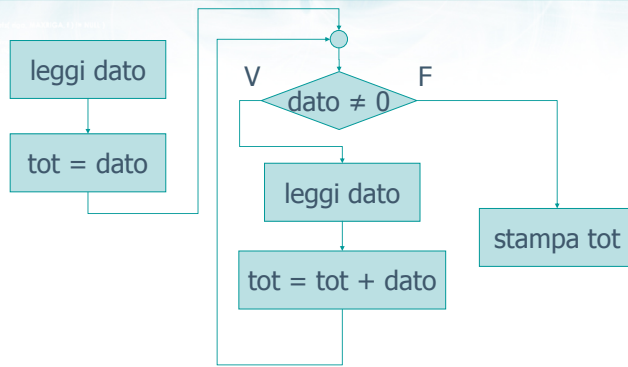 leggi dato
tot = dato
V
F
dato ≠ 0
leggi dato
tot = tot + dato
stampa tot